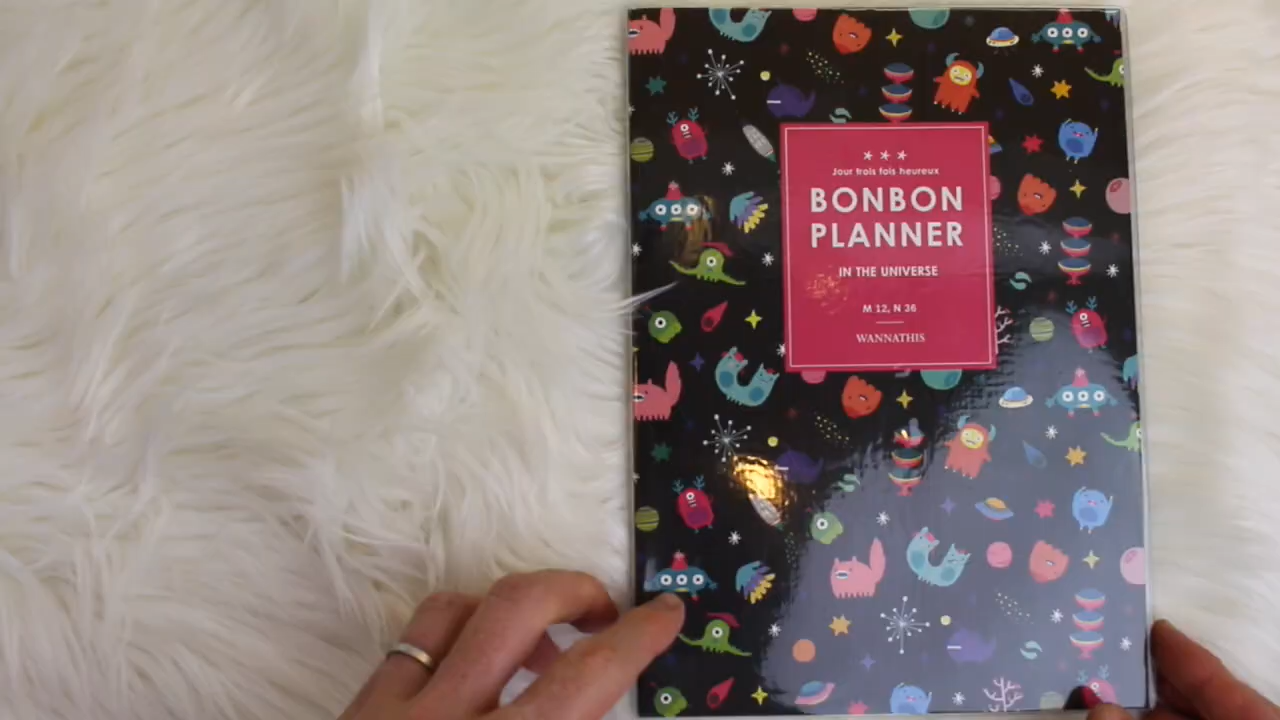 Jour trois fois heureux
BONBON
PLANNER
IN THE UNIVERSE
M 12, N 36
WANNATHIS